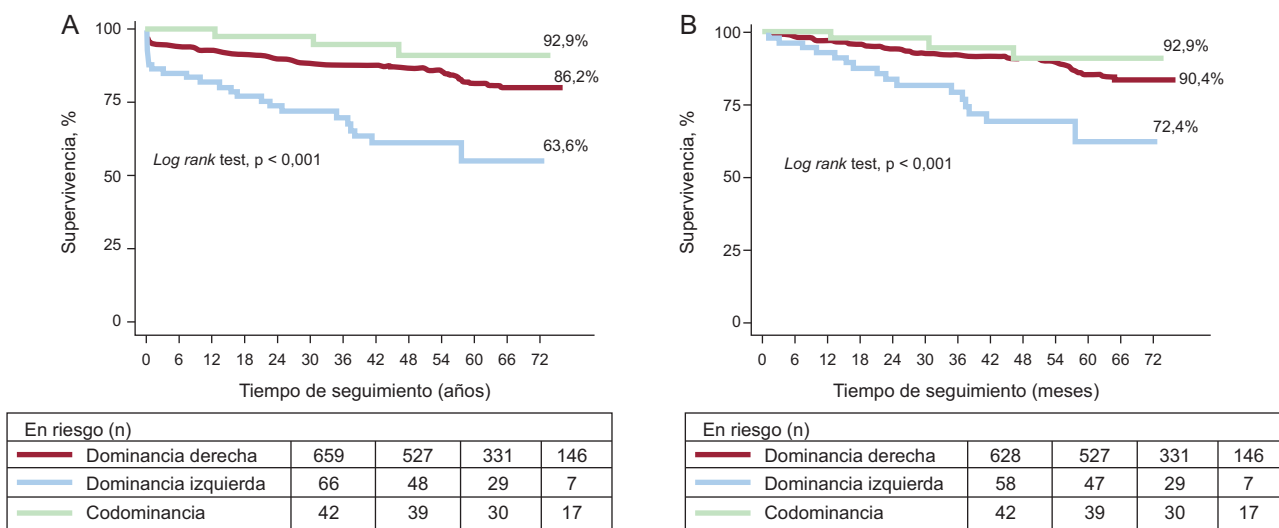 A
100
75
50
25
0
Supervivencia, %
92,9%
86,2%
63,6%
Log rank test, p < 0,001
0 6 12 18 24 30 36 42 48 54 60 66 72
Tiempo de seguimiento (años)
En riesgo (n)
Dominancia derecha 659 527 331 146
Dominancia izquierda 66 48 29 7
Codominancia 42 39 30 17
B
100
75
50
25
0
Supervivencia, %
92,9%
90,4%
72,4%
Log rank test, p < 0,001
0 6 12 18 24 30 36 42 48 54 60 66 72
Tiempo de seguimiento (meses)
En riesgo (n)
Dominancia derecha 628 527 331 146
Dominancia izquierda 58 47 29 7
Codominancia 42 39 30 17